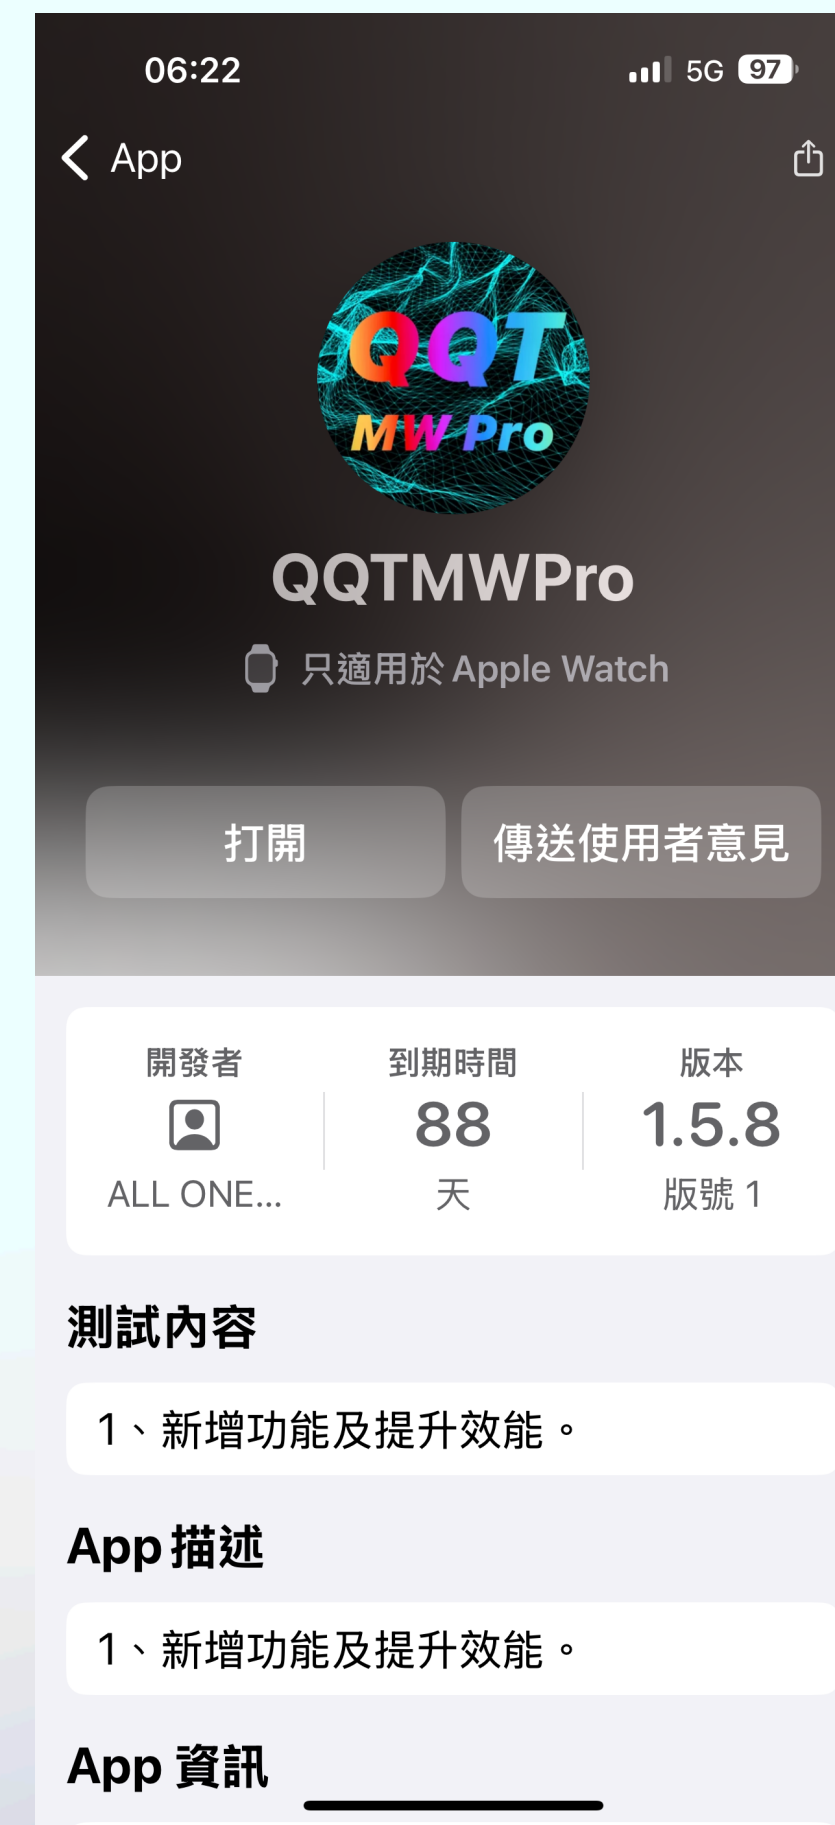 06:22
5G 97
App
QQT
MW Pro
QQTMWPro
只適用於 Apple Watch
打開
傳送使用者意見
開發者
到期時間
版本
88
1.5.8
ALL ONE...
天
版號 1
測試內容
1、新增功能及提升效能。
App 描述
1、新增功能及提升效能。
App 資訊